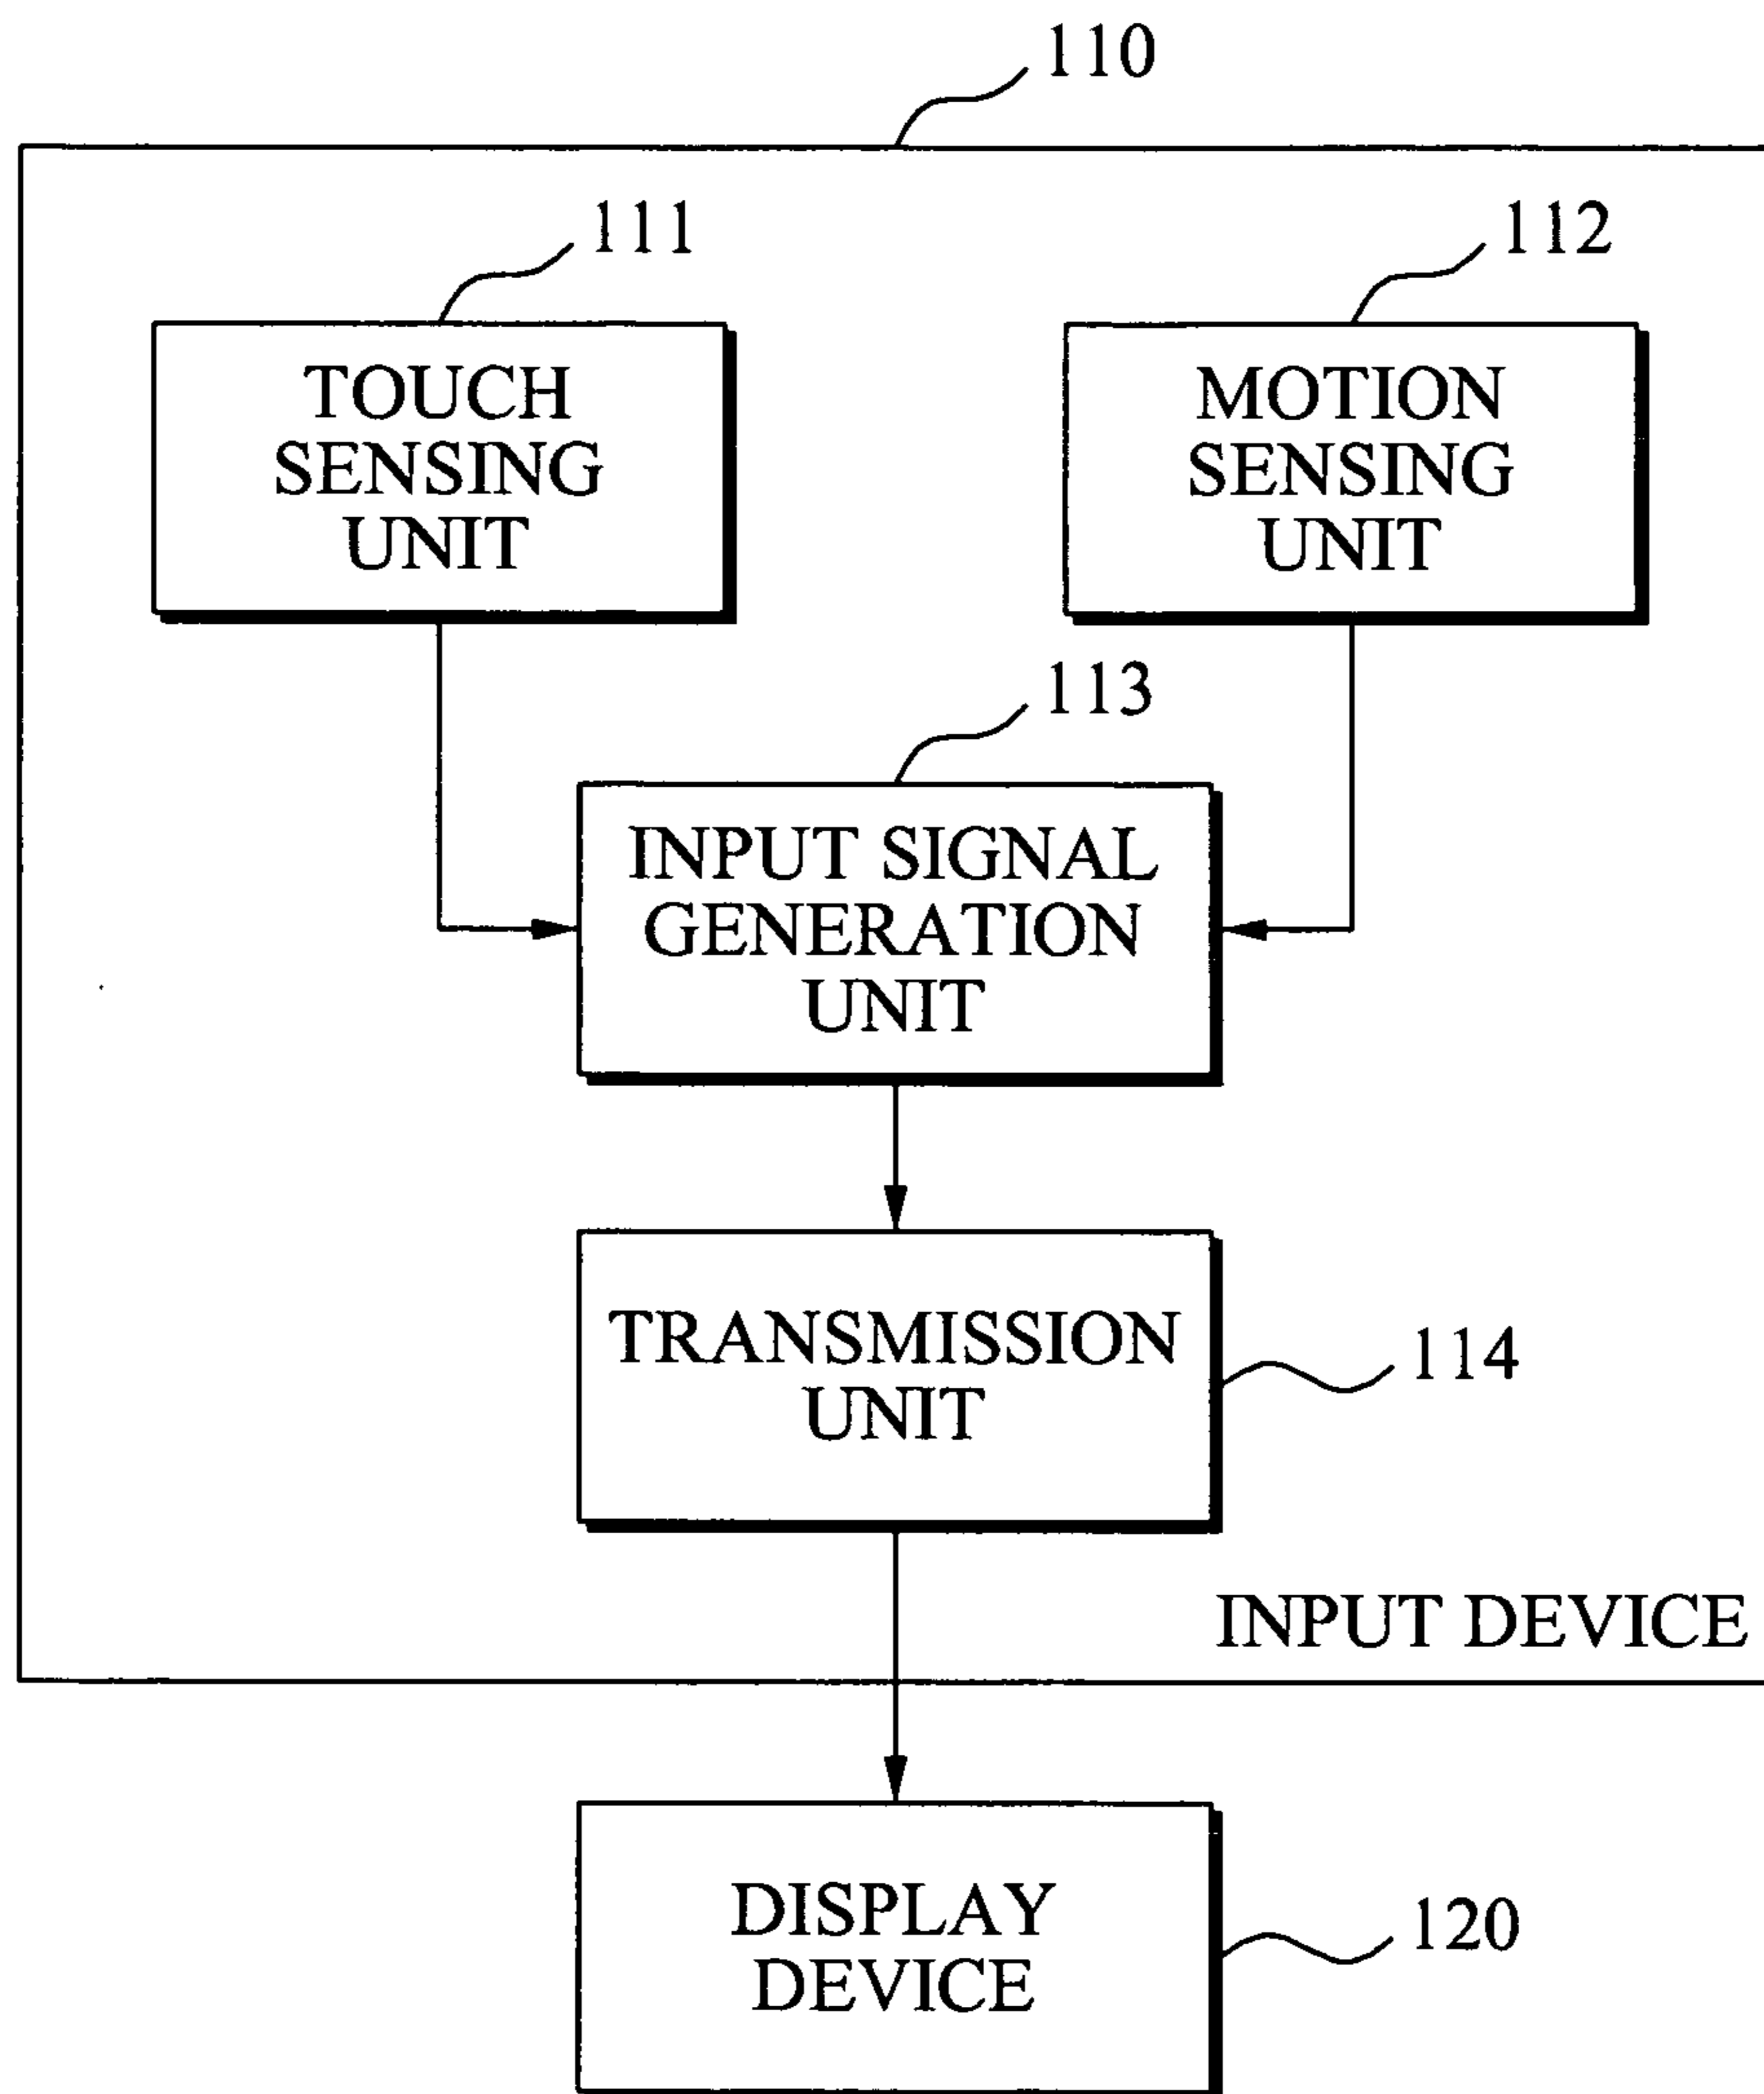 110
111
112
TOUCH
SENSING
UNIT
MOTION
SENSING
UNIT
113
INPUT SIGNAL
GENERATION
UNIT
TRANSMISSION
UNIT
114
INPUT DEVICE
DISPLAY
DEVICE
120